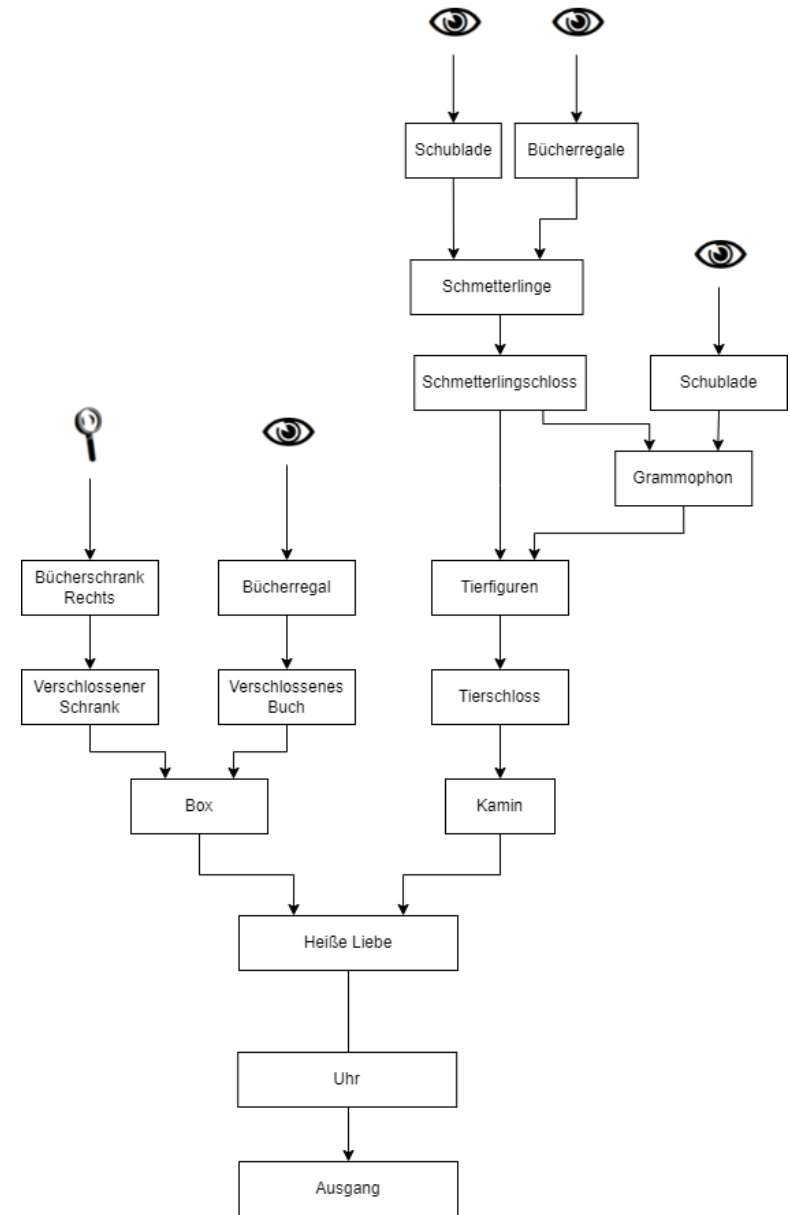 Schublade
Bücherregale
Schmetterlinge
Schmetterlingschloss
Schublade
Grammophon
Bücherschrank
Rechts
Bücherregal
Tierfiguren
Verschlossener
Schrank
Verschlossenes
Buch
Tierschloss
Box
Kamin
Heiße Liebe
Uhr
Ausgang